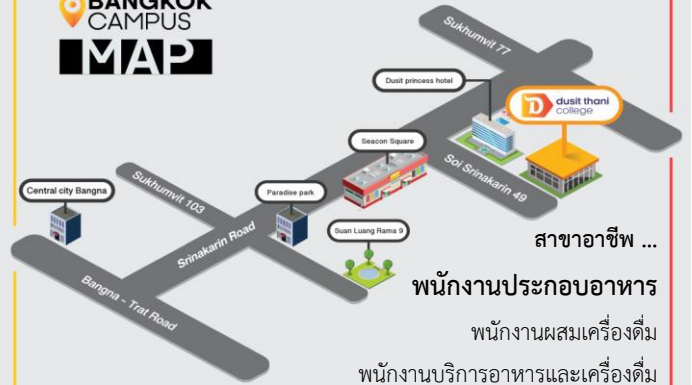 BANGKOK
CAMPUS
MAP
Sukhumvit 77
Dusit princess hotel
dusit thani
college
Seacon Square
Soi Srinakarin 49
Central city Bangna
Sukhumvit 103
Paradise park
Srinakarin Road
Suan Luang Rama 9
Bangna - Trat Road
สาขาอาชีพ ...
พนักงานประกอบอาหาร
พนักงานผสมเครื่องดื่ม
พนักงานบริการอาหารและเครื่องดื่ม